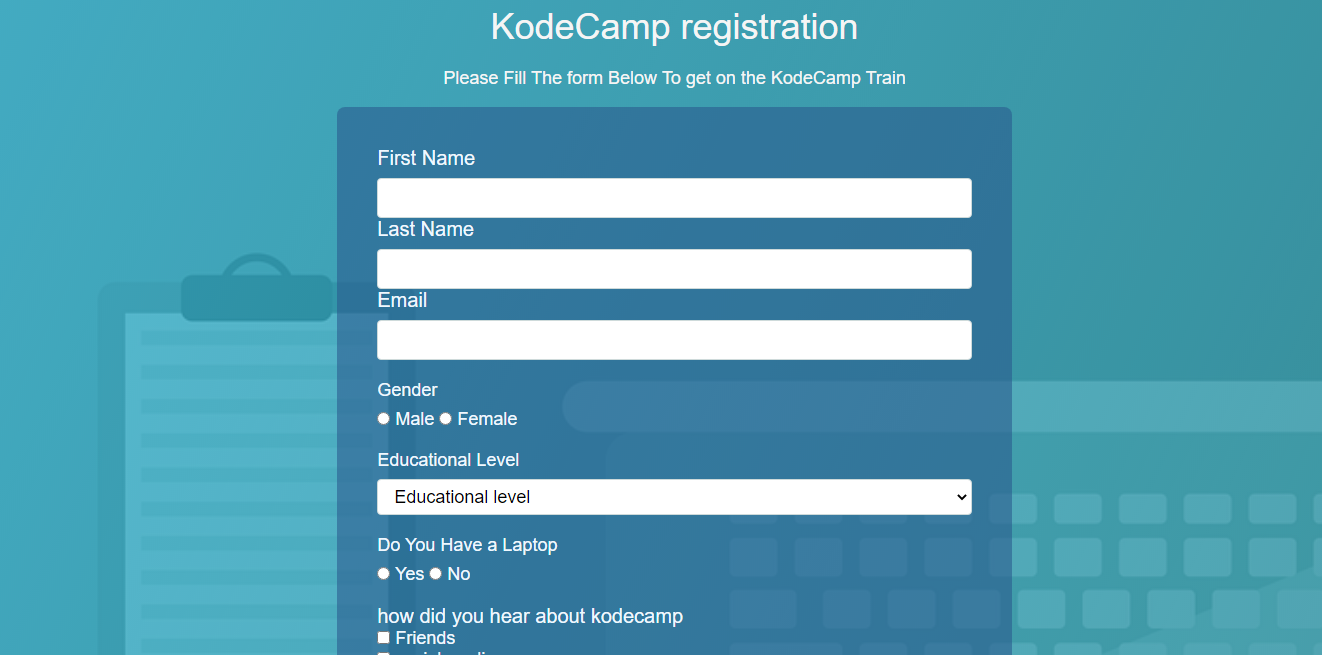 KodeCamp registration
Please Fill The form Below To get on the KodeCamp Train
First Name
Last Name
Email
Gender
Male Female
Educational Level
Educational level
Do You Have a Laptop
Yes No
how did you hear about kodecamp
Friends